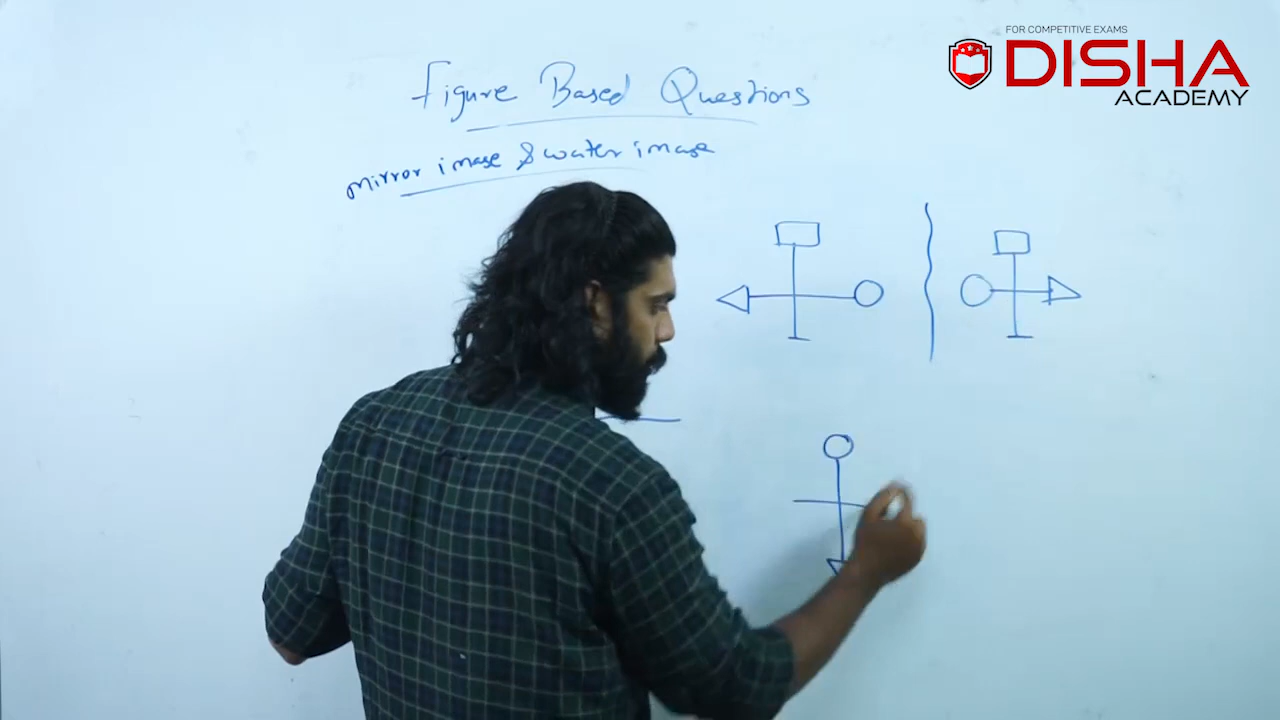 FOR COMPETITIVE EXAMS
DISHA
ACADEMY
Figure Based Questions
mirror image & water image